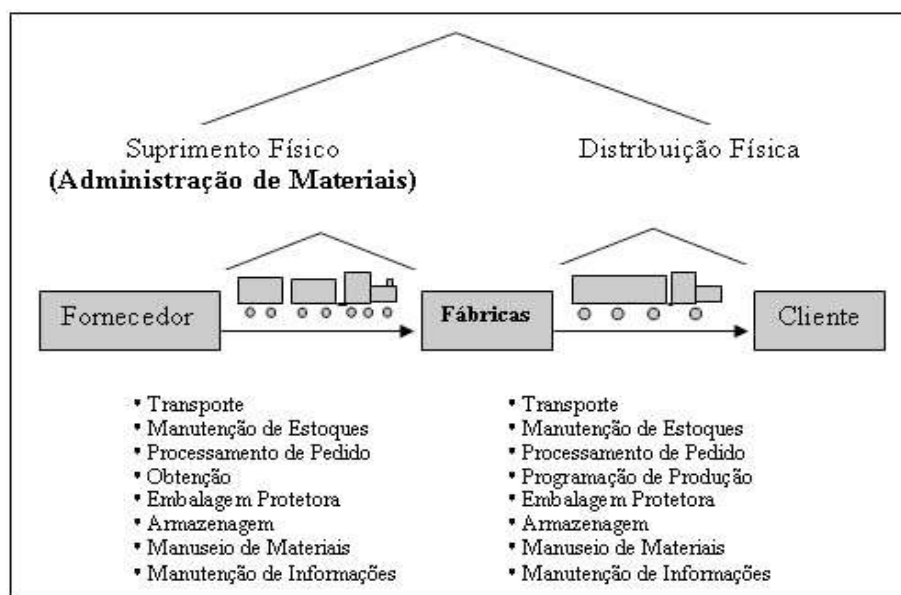 Suprimento Físico
(Administração de Materiais)
Distribuição Física
Fornecedor
Fábricas
Cliente
• Transporte
• Manutenção de Estoques
• Processamento de Pedido
• Obtenção
• Embalagem Protetora
• Armazenagem
• Manuseio de Materiais
• Manutenção de Informações
• Transporte
• Manutenção de Estoques
• Processamento de Pedido
• Programação de Produção
• Embalagem Protetora
• Armazenagem
• Manuseio de Materiais
• Manutenção de Informações